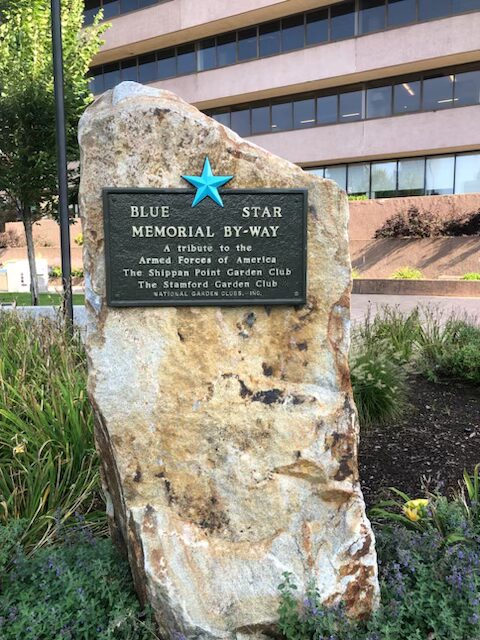 BLUE STAR
MEMORIAL BY-WAY
A tribute to the
Armed Forces of America
The Shippan Point Garden Club
The Stamford Garden Club
NATIONAL GARDEN CLUBS, INC.